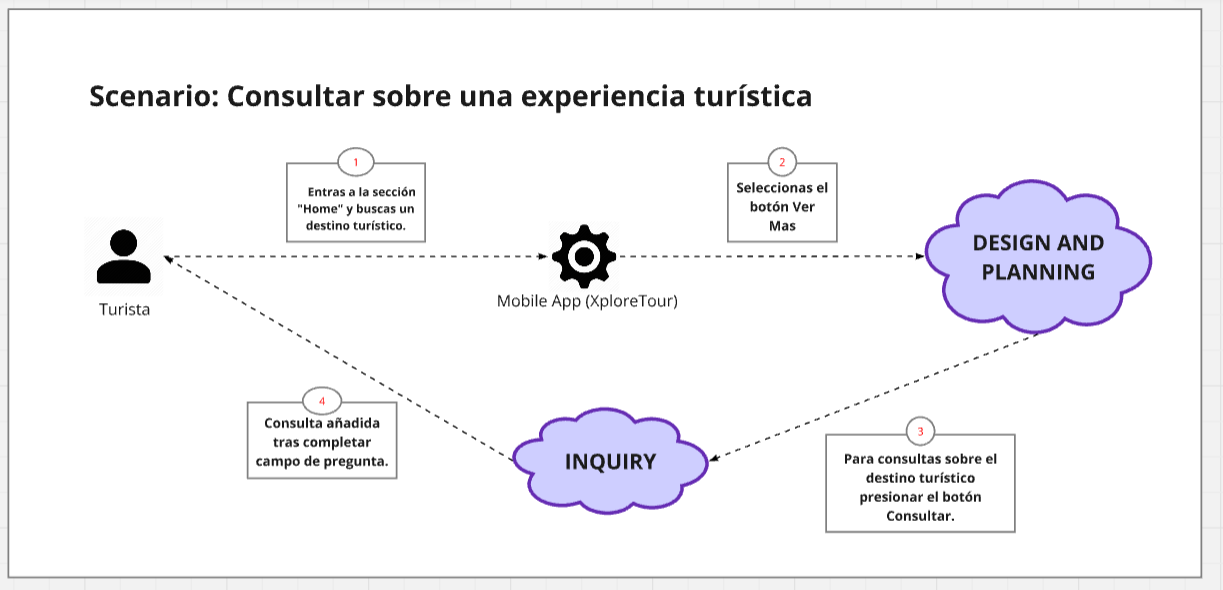 Scenario: Consultar sobre una experiencia turística
1
Entras a la sección
"Home" y buscas un
destino turístico.
2
Seleccionas el
botón Ver
Mas
DESIGN AND
PLANNING
Turista
Mobile App (XploreTour)
4
Consulta añadida
tras completar
campo de pregunta.
INQUIRY
3
Para consultas sobre el
destino turístico
presionar el botón
Consultar.